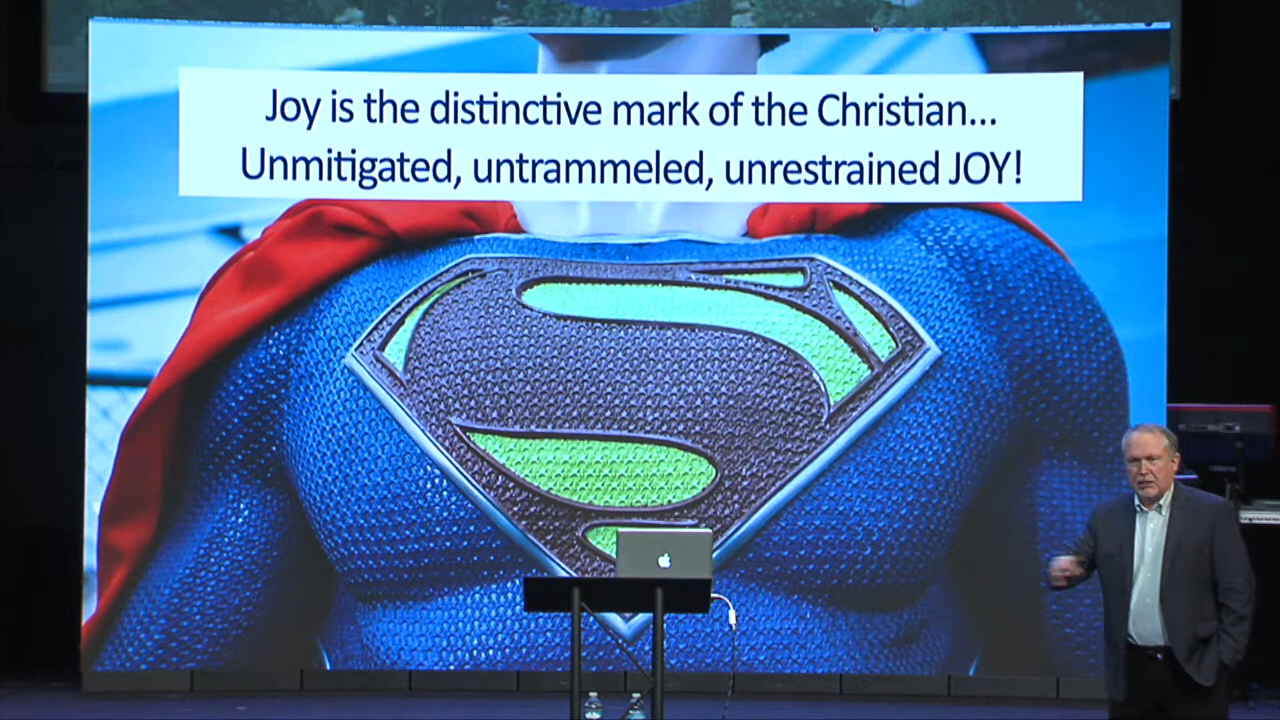 Joy is the distinctive mark of the Christian...
Unmitigated, untrammeled, unrestrained JOY!